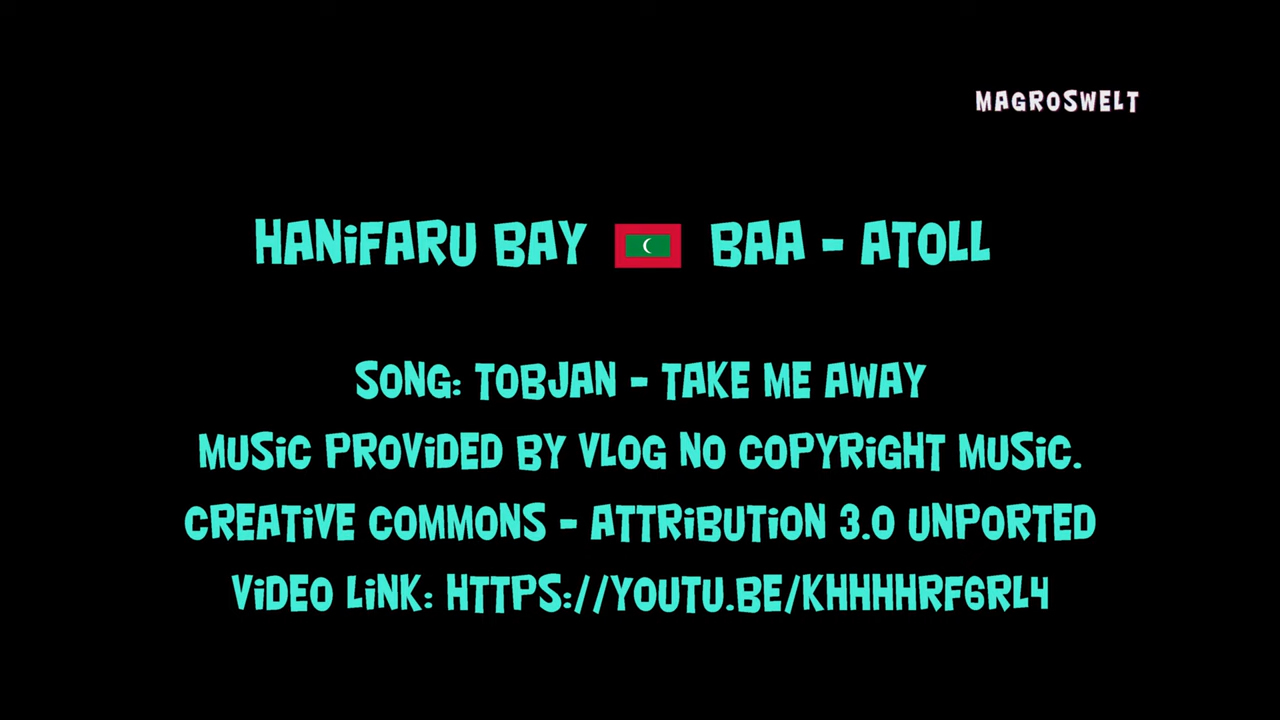 MAGROSWELT
HANiFARU BAY 🇲🇻 BAA - ATOLL
SONG: TOBJAN - TAKE ME AWAY
MUSiC PROViDED BY VLOG NO COPYRiGHT MUSiC.
CREATiVE COMMONS - ATTRiBUTiON 3.0 UNPORTED
ViDEO LiNK: HTTPS://YOUTU.BE/KHHHHRF6RL4